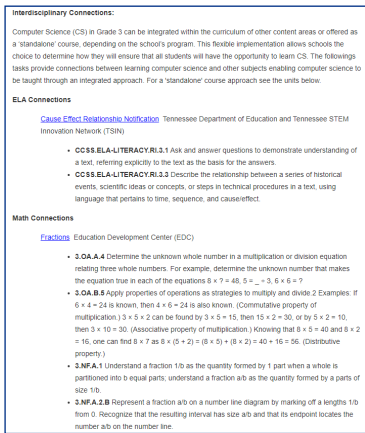 Interdisciplinary Connections:
Computer Science (CS) in Grade 3 can be integrated within the curriculum of other content areas or offered as
a 'standalone' course, depending on the school's program. This flexible implementation allows schools the
choice to determine how they will ensure that all students will have the opportunity to learn CS. The followings
tasks provide connections between learning computer science and other subjects enabling computer science to
be taught through an integrated approach. For a 'standalone' course approach see the units below.
ELA Connections
Cause Effect Relationship Notification Tennessee Department of Education and Tennessee STEM
Innovation Network (TSIN)
• CCSS.ELA-LITERACY.RI.3.1 Ask and answer questions to demonstrate understanding of
a text, referring explicitly to the text as the basis for the answers.
• CCSS.ELA-LITERACY.RI.3.3 Describe the relationship between a series of historical
events, scientific ideas or concepts, or steps in technical procedures in a text, using
language that pertains to time, sequence, and cause/effect.
Math Connections
Fractions Education Development Center (EDC)
• 3.OA.A.4 Determine the unknown whole number in a multiplication or division equation
relating three whole numbers. For example, determine the unknown number that makes
the equation true in each of the equations 8 × ? = 48, 5 = _ ÷ 3, 6 × 6 = ?
• 3.OA.B.5 Apply properties of operations as strategies to multiply and divide.2 Examples: If
6 × 4 = 24 is known, then 4 × 6 = 24 is also known. (Commutative property of
multiplication.) 3 × 5 × 2 can be found by 3 × 5 = 15, then 15 × 2 = 30, or by 5 × 2 = 10,
then 3 × 10 = 30. (Associative property of multiplication.) Knowing that 8 × 5 = 40 and 8 × 2
= 16, one can find 8 × 7 as 8 × (5 + 2) = (8 × 5) + (8 × 2) = 40 + 16 = 56. (Distributive
property.)
• 3.NF.A.1 Understand a fraction 1/b as the quantity formed by 1 part when a whole is
partitioned into b equal parts; understand a fraction a/b as the quantity formed by a parts of
size 1/b.
• 3.NF.A.2.B Represent a fraction a/b on a number line diagram by marking off a lengths 1/b
from 0. Recognize that the resulting interval has size a/b and that its endpoint locates the
number a/b on the number line.